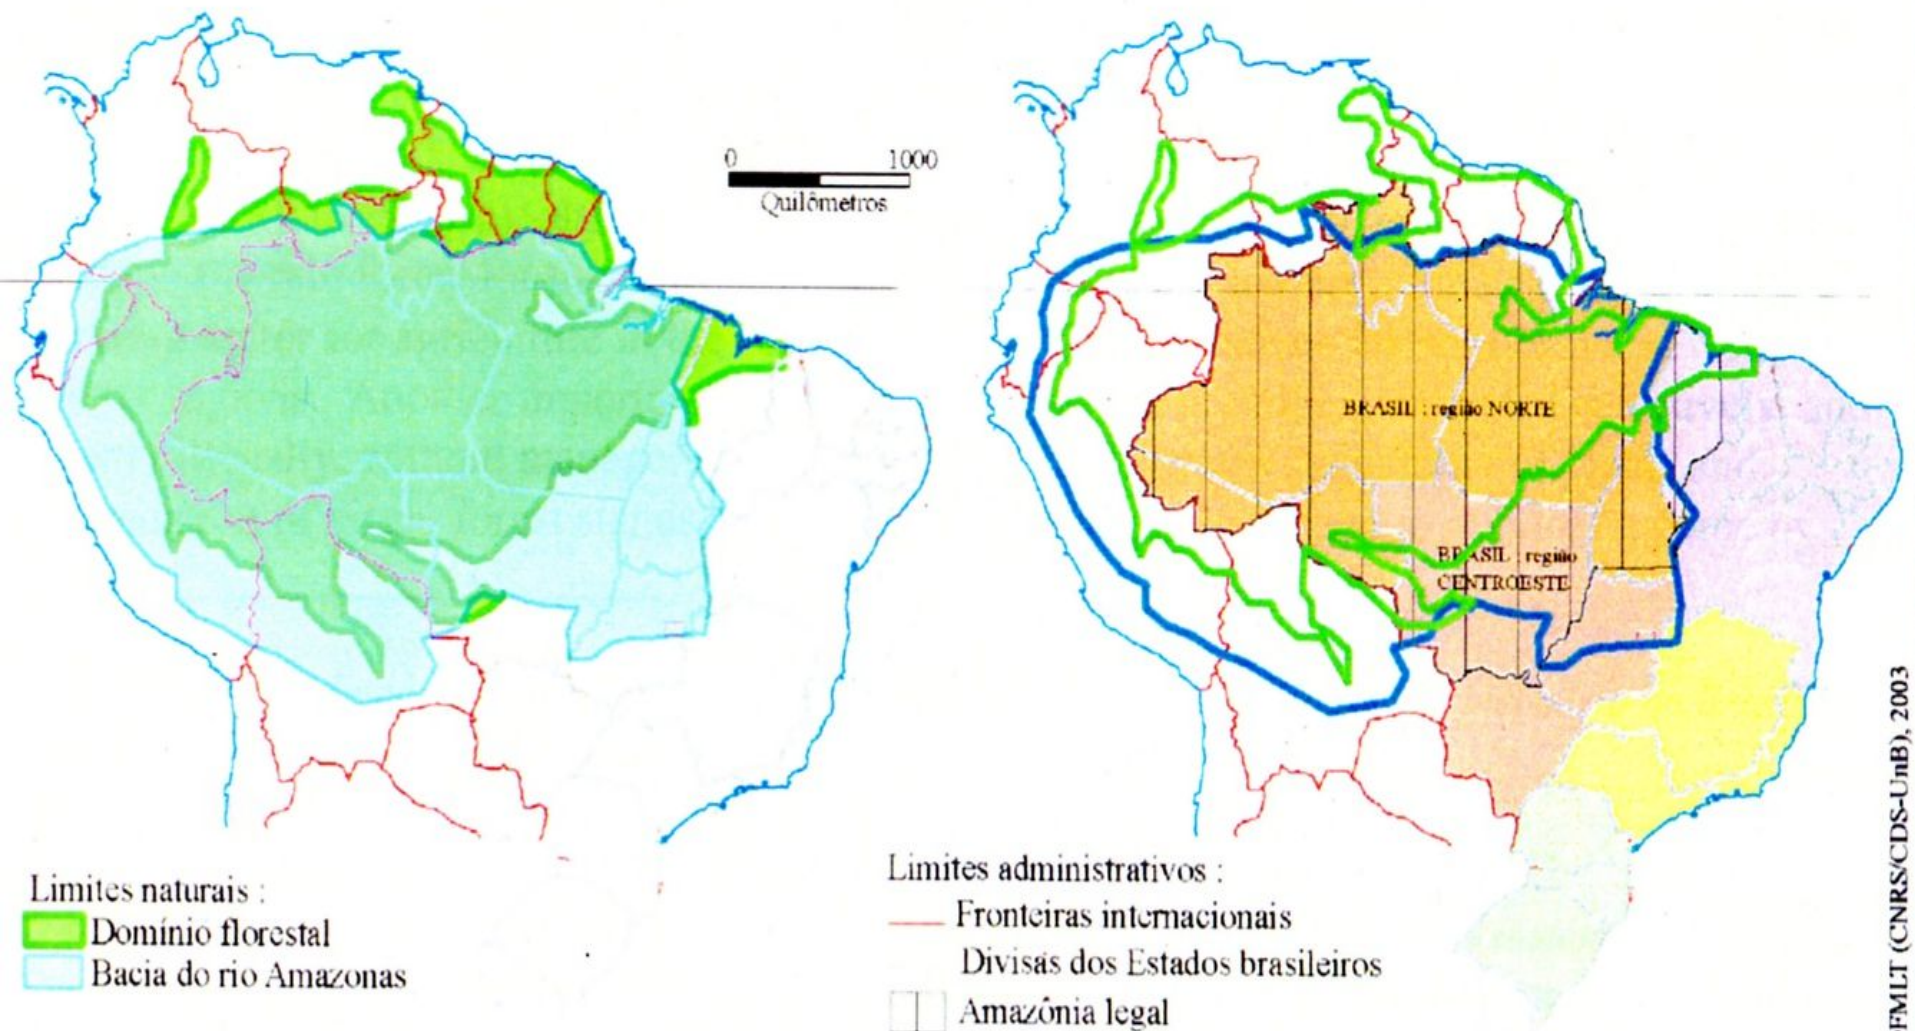 0 1000
Quilômetros
BRASIL : região NORTE
BRASIL : região
CENTROESTE
Limites naturais :
Domínio florestal
Bacia do rio Amazonas
Limites administrativos :
Fronteiras internacionais
Divisas dos Estados brasileiros
Amazônia legal
FMLT (CNRS/CDS-UnB), 2003